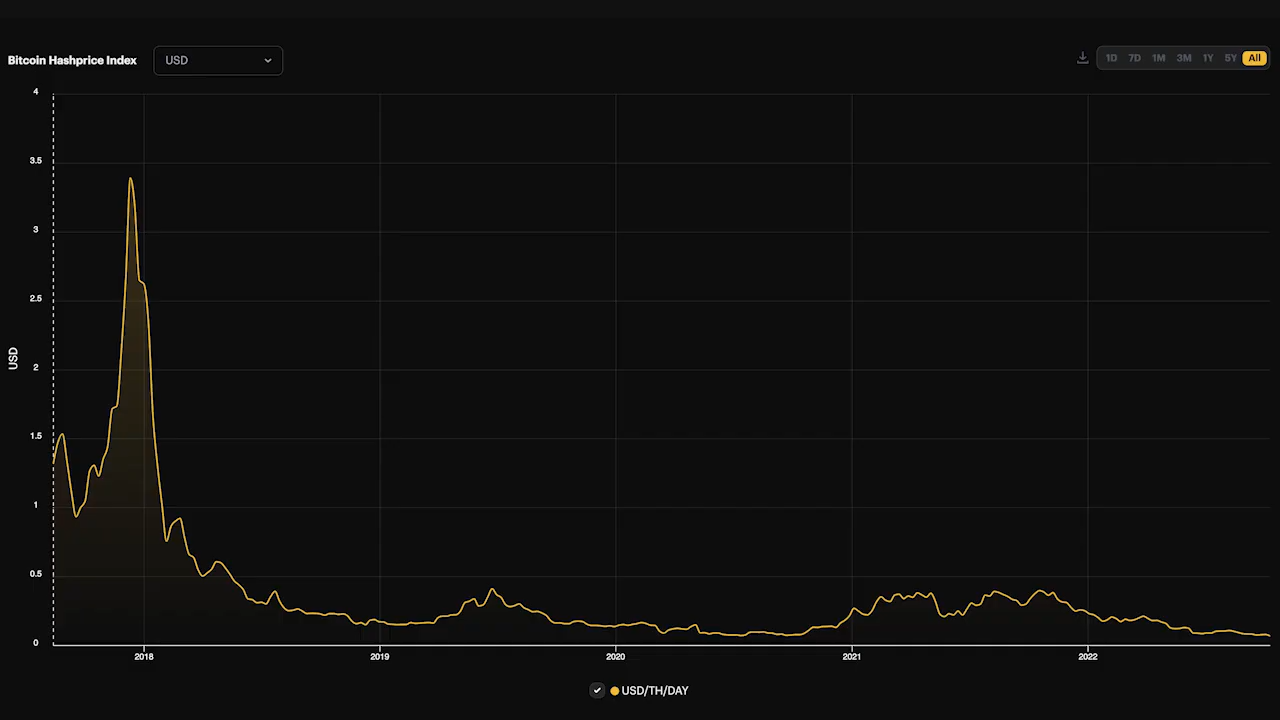 Bitcoin Hashprice Index
USD
1D 7D 1M 3M 1Y 5Y All
4
3.5
3
2.5
2
1.5
1
0.5
0
USD
2018 2019 2020 2021 2022
USD/TH/DAY